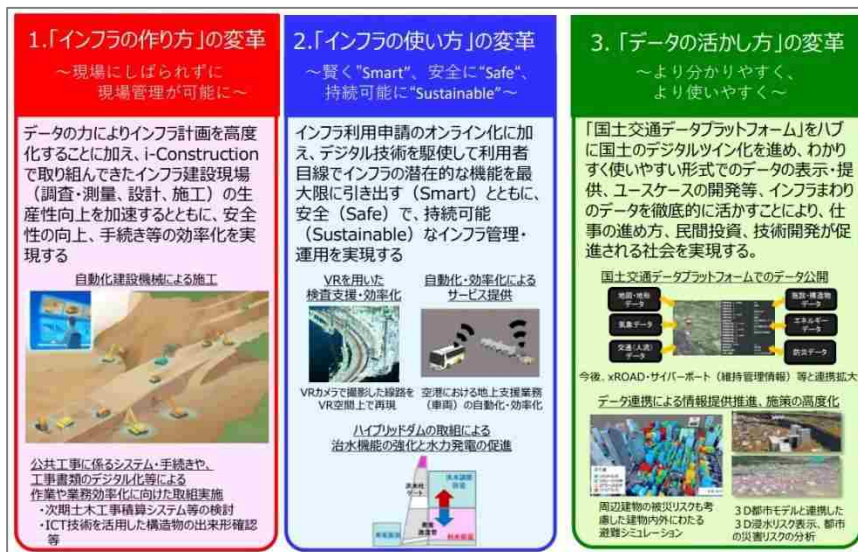 1.「インフラの作り方」の変革
～現場にしばられずに
現場管理が可能に～
データの力によりインフラ計画を高度
化することに加え、i-Construction
で取り組んできたインフラ建設現場
（調査・測量、設計、施工）の生
産性向上を加速するとともに、安全
性の向上、手続き等の効率化を実
現する
自動化建設機械による施工
公共工事に係るシステム・手続きや、
工事書類のデジタル化等による
作業や業務効率化に向けた取組実施
・次期土木工事積算システム等の検討
・ICT技術を活用した構造物の出来形確認
等
2.「インフラの使い方」の変革
～賢く"Smart"、安全に"Safe"、
持続可能に"Sustainable"～
インフラ利用申請のオンライン化に加
え、デジタル技術を駆使して利用者
目線でインフラの潜在的な機能を最
大限に引き出す（Smart）とともに、
安全（Safe）で、持続可能
（Sustainable）なインフラ管理・
運用を実現する
VRを用いた
検査支援・効率化
VRカメラで撮影した線路を
VR空間上で再現
自動化・効率化による
サービス提供
空港における地上支援業務
（車両）の自動化・効率化
ハイブリッドダムの取組による
治水機能の強化と水力発電の促進
3.「データの活かし方」の変革
～より分かりやすく、
より使いやすく～
「国土交通データプラットフォーム」をハブ
に国土のデジタルツイン化を進め、わかり
やすく使いやすい形式でのデータの表示・提
供、ユースケースの開発等、インフラまわり
のデータを徹底的に活かすことにより、仕
事の進め方、民間投資、技術開発が促
進される社会を実現する。
国土交通データプラットフォームでのデータ公開
地図・地形
データ
気象データ
交通（人流）
データ
施設・構造物
データ
エネルギー
データ
防災データ
今後、xROAD・サイバーポート（維持管理情報）等と連携拡大
データ連携による情報提供推進、施策の高度化
周辺建物の被災リスクも考
慮した建物内外にわたる
避難シミュレーション
3D都市モデルと連携した
3D浸水リスク表示、都市
の災害リスクの分析